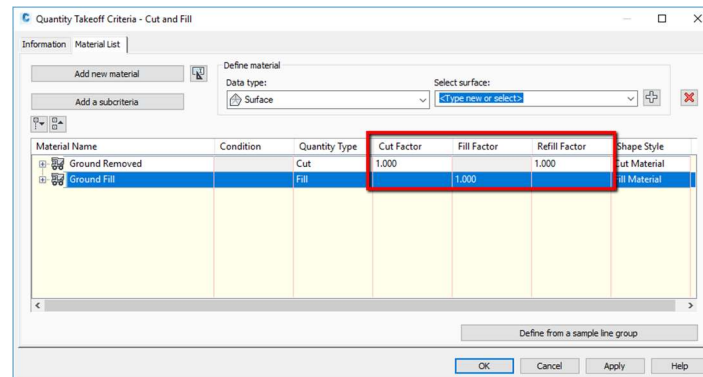 Quantity Takeoff Criteria - Cut and Fill
Information Material List
Add new material
Add a subcriteria
Define material
Data type:
Surface
Select surface:
<Type new or select>
Material Name Condition Quantity Type Cut Factor Fill Factor Refill Factor Shape Style
Ground Removed Cut 1.000 1.000 Cut Material
Ground Fill Fill 1.000 Fill Material
Define from a sample line group
OK Cancel Apply Help